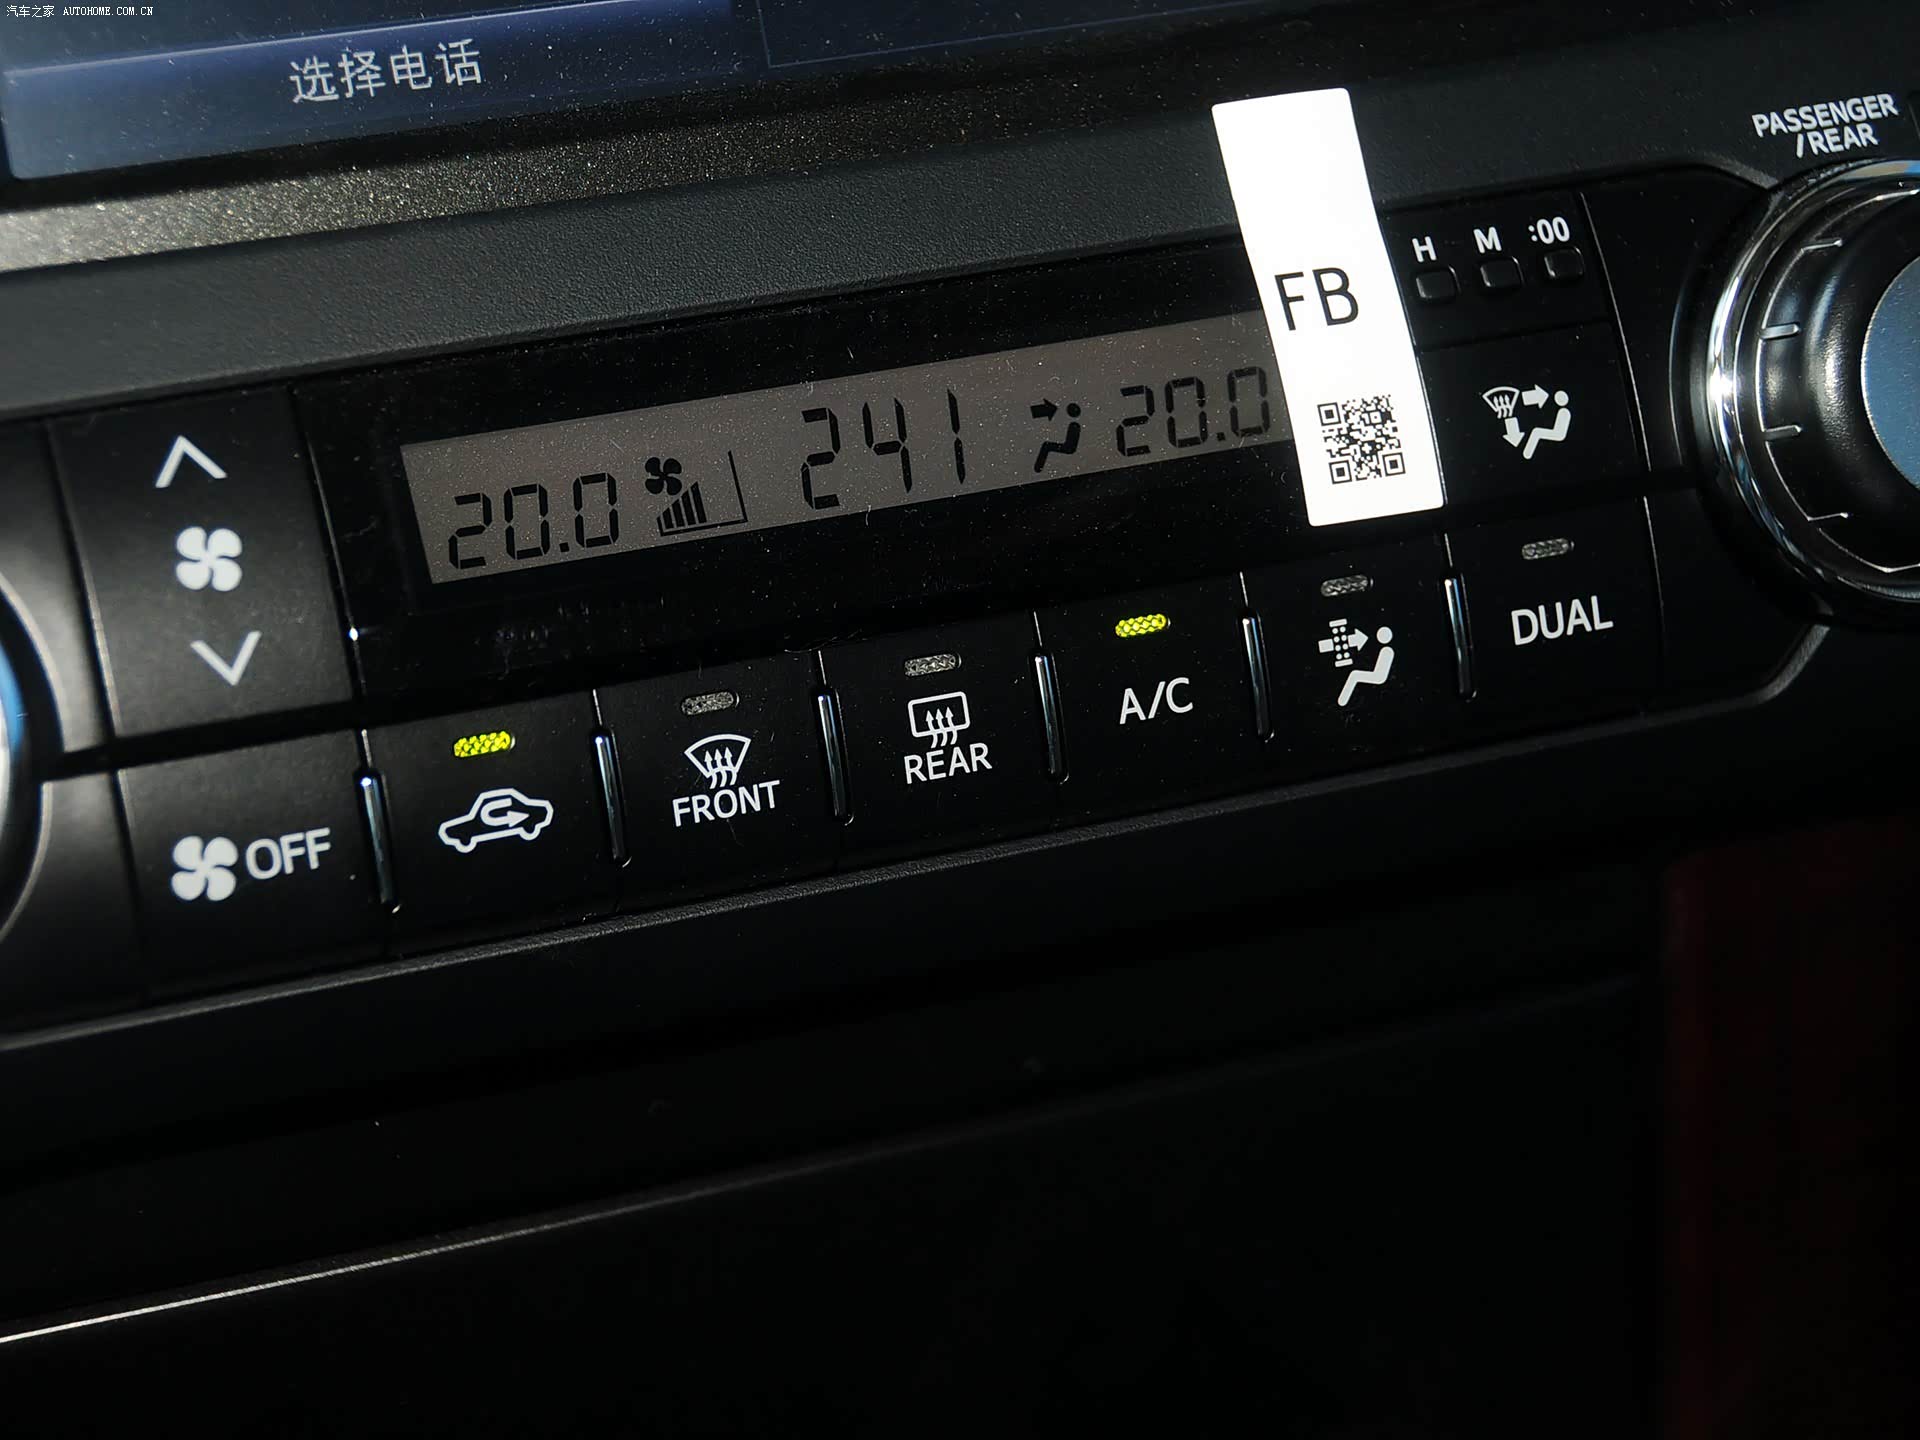 汽车之家 AUTOHOME.COM.CN
选择电话
PASSENGER
/REAR
H M :00
FB
20.0 241 20.0
DUAL
A/C
REAR
FRONT
OFF